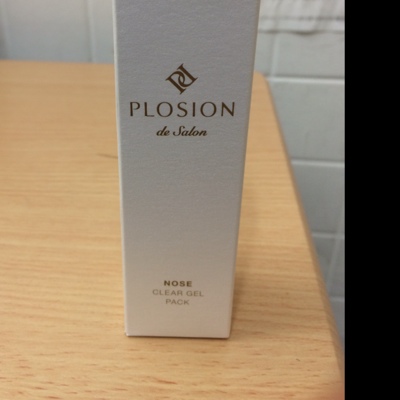 PLOSION
de Salon
NOSE
CLEAR GEL
PACK